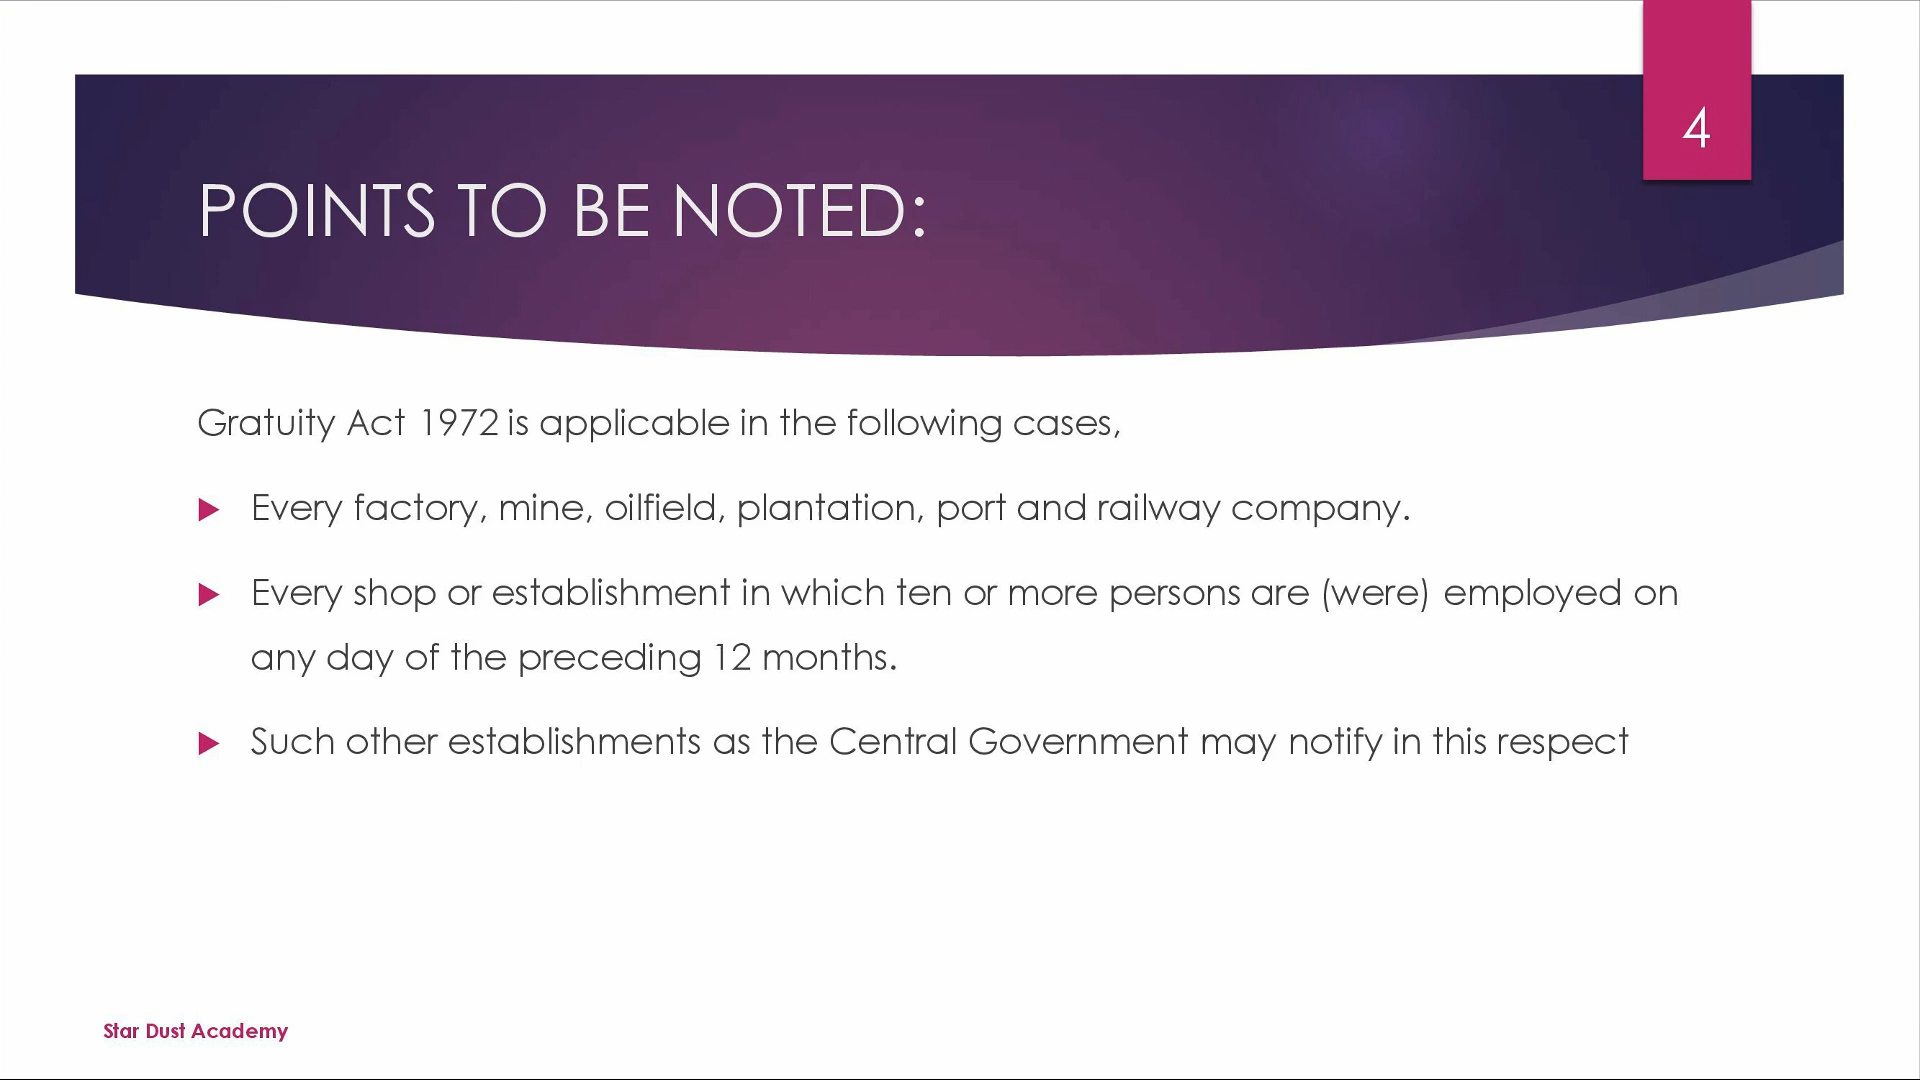 4
POINTS TO BE NOTED:
Gratuity Act 1972 is applicable in the following cases,
Every factory, mine, oilfield, plantation, port and railway company.
Every shop or establishment in which ten or more persons are (were) employed on
any day of the preceding 12 months.
Such other establishments as the Central Government may notify in this respect
Star Dust Academy